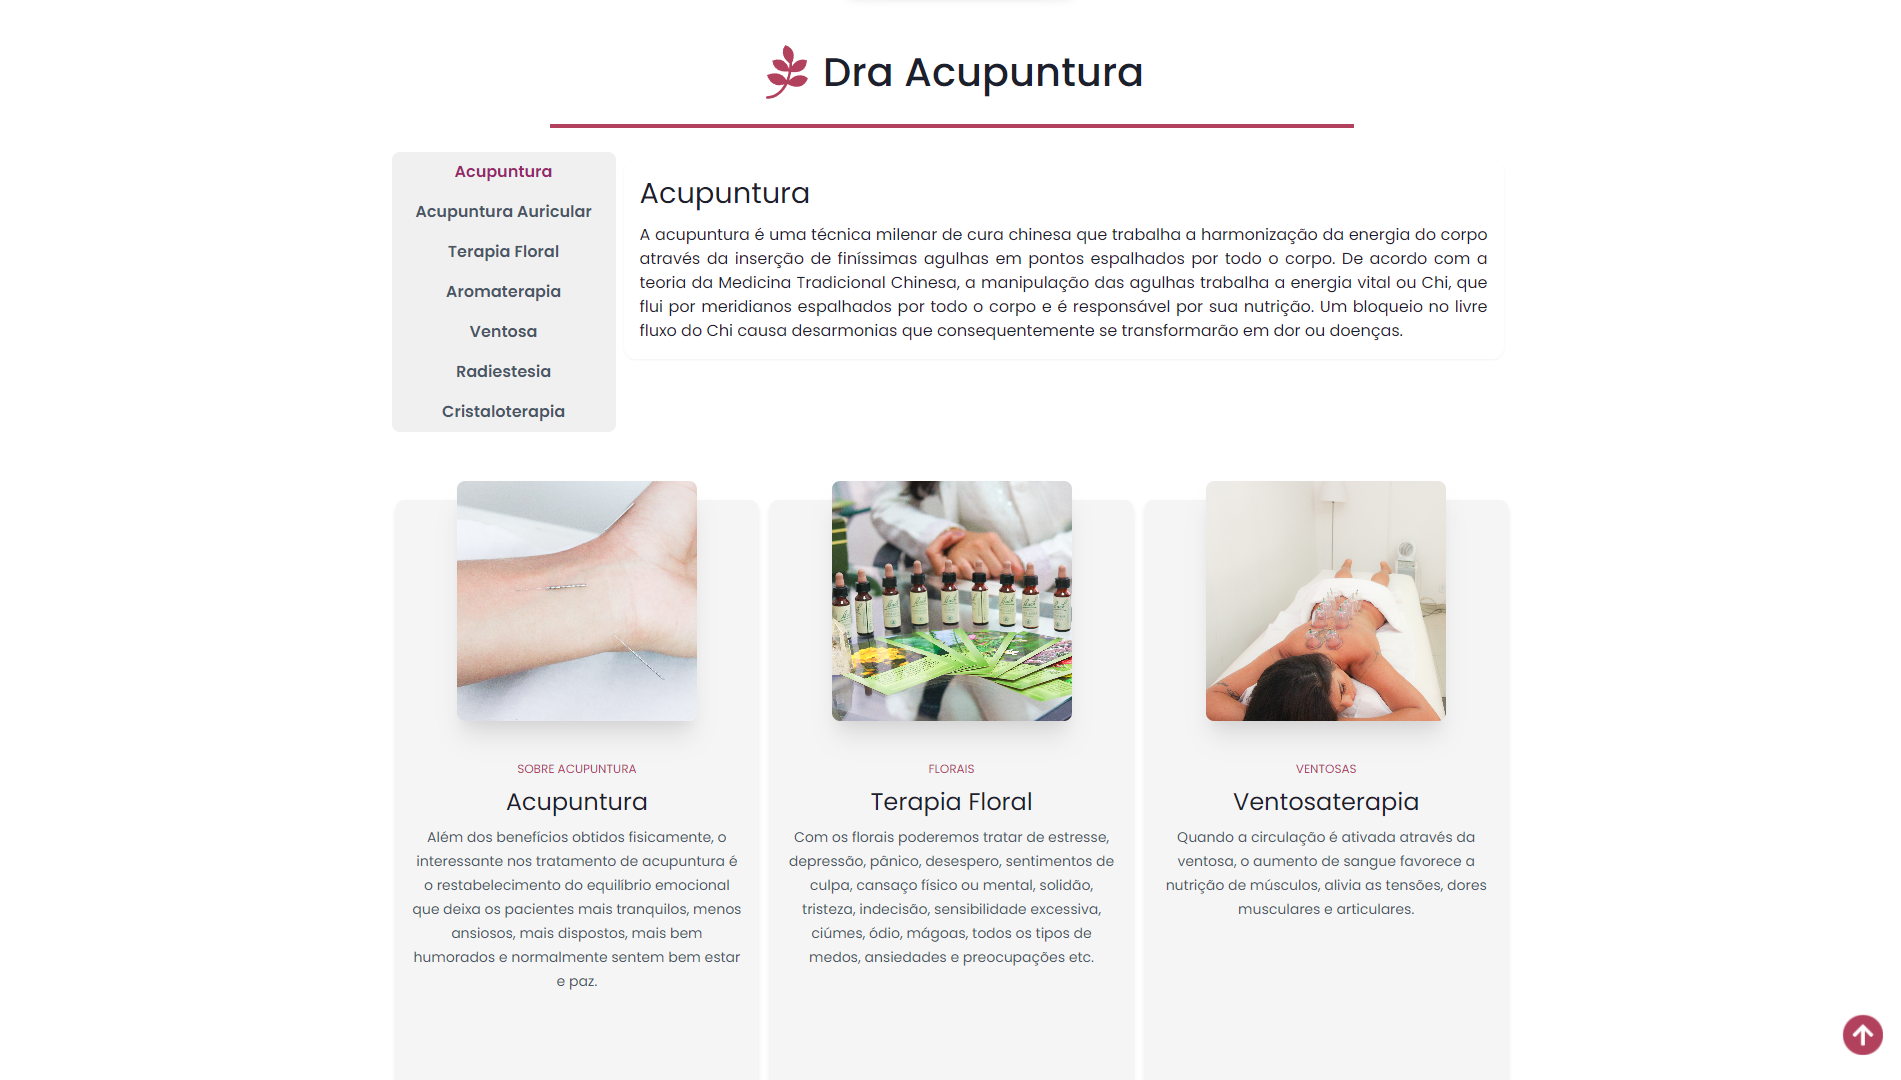 Dra Acupuntura
Acupuntura
Acupuntura Auricular
Terapia Floral
Aromaterapia
Ventosa
Radiestesia
Cristaloterapia
Acupuntura
A acupuntura é uma técnica milenar de cura chinesa que trabalha a harmonização da energia do corpo
através da inserção de finíssimas agulhas em pontos espalhados por todo o corpo. De acordo com a
teoria da Medicina Tradicional Chinesa, a manipulação das agulhas trabalha a energia vital ou Chi, que
flui por meridianos espalhados por todo o corpo e é responsável por sua nutrição. Um bloqueio no livre
fluxo do Chi causa desarmonias que consequentemente se transformarão em dor ou doenças.
SOBRE ACUPUNTURA
Acupuntura
Além dos benefícios obtidos fisicamente, o
interessante nos tratamento de acupuntura é
o restabelecimento do equilíbrio emocional
que deixa os pacientes mais tranquilos, menos
ansiosos, mais dispostos, mais bem
humorados e normalmente sentem bem estar
e paz.
FLORAIS
Terapia Floral
Com os florais poderemos tratar de estresse,
depressão, pânico, desespero, sentimentos de
culpa, cansaço físico ou mental, solidão,
tristeza, indecisão, sensibilidade excessiva,
ciúmes, ódio, mágoas, todos os tipos de
medos, ansiedades e preocupações etc.
VENTOSAS
Ventosaterapia
Quando a circulação é ativada através da
ventosa, o aumento de sangue favorece a
nutrição de músculos, alivia as tensões, dores
musculares e articulares.